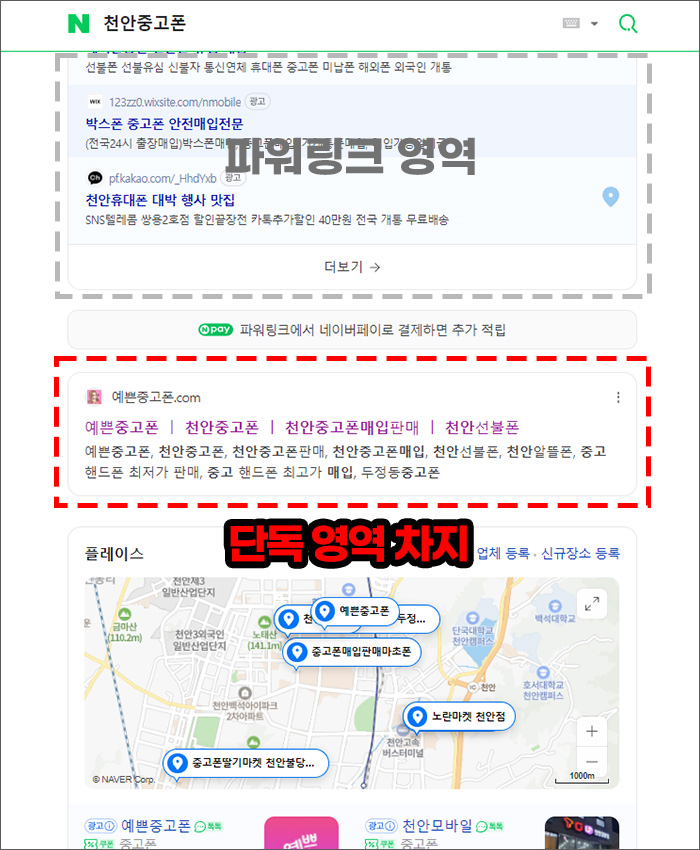 천안중고폰
선불폰 선불유심 신불자 통신연체 휴대폰 중고폰 미납폰 해외폰 외국인 개통
WIX 123zz0.wixsite.com/nmobile 광고
박스폰 중고폰 안전매입전문
(전국24시 출장매입)박스폰매입
파워링크 영역
Ch pf.kakao.com/_HhdYxb 광고
천안휴대폰 대박 행사 맛집
SNS텔레콤 쌍용2호점 할인끝장전 카톡추가할인 40만원 전국 개통 무료배송
더보기 →
N pay 파워링크에서 네이버페이로 결제하면 추가 적립
예쁜중고폰.com
예쁜중고폰 | 천안중고폰 | 천안중고폰매입판매 | 천안선불폰
예쁜중고폰, 천안중고폰, 천안중고폰판매, 천안중고폰매입, 천안선불폰, 천안알뜰폰, 중고
핸드폰 최저가 판매, 중고 핸드폰 최고가 매입, 두정동중고폰
단독 영역 차지
플레이스
업체 등록 · 신규장소 등록
천안제3
일반산업단지
금마산
(110.2m)
천안3외국인
일반산업단지
노태산
(141.1m)
예쁜중고폰
두정...
중고폰매입판매마초폰
단국대학교
천안캠퍼스
백석대학교
호서대학교
천안캠퍼스
천안백석아이파크
2차아파트
천안
노란마켓 천안점
천안고속
버스터미널
중고폰딸기마켓 천안불당...
© NAVER Corp.
1000m
광고 예쁜중고폰 톡톡
쿠폰 중고폰
예쁘
광고 천안모바일 톡톡
쿠폰 중고폰